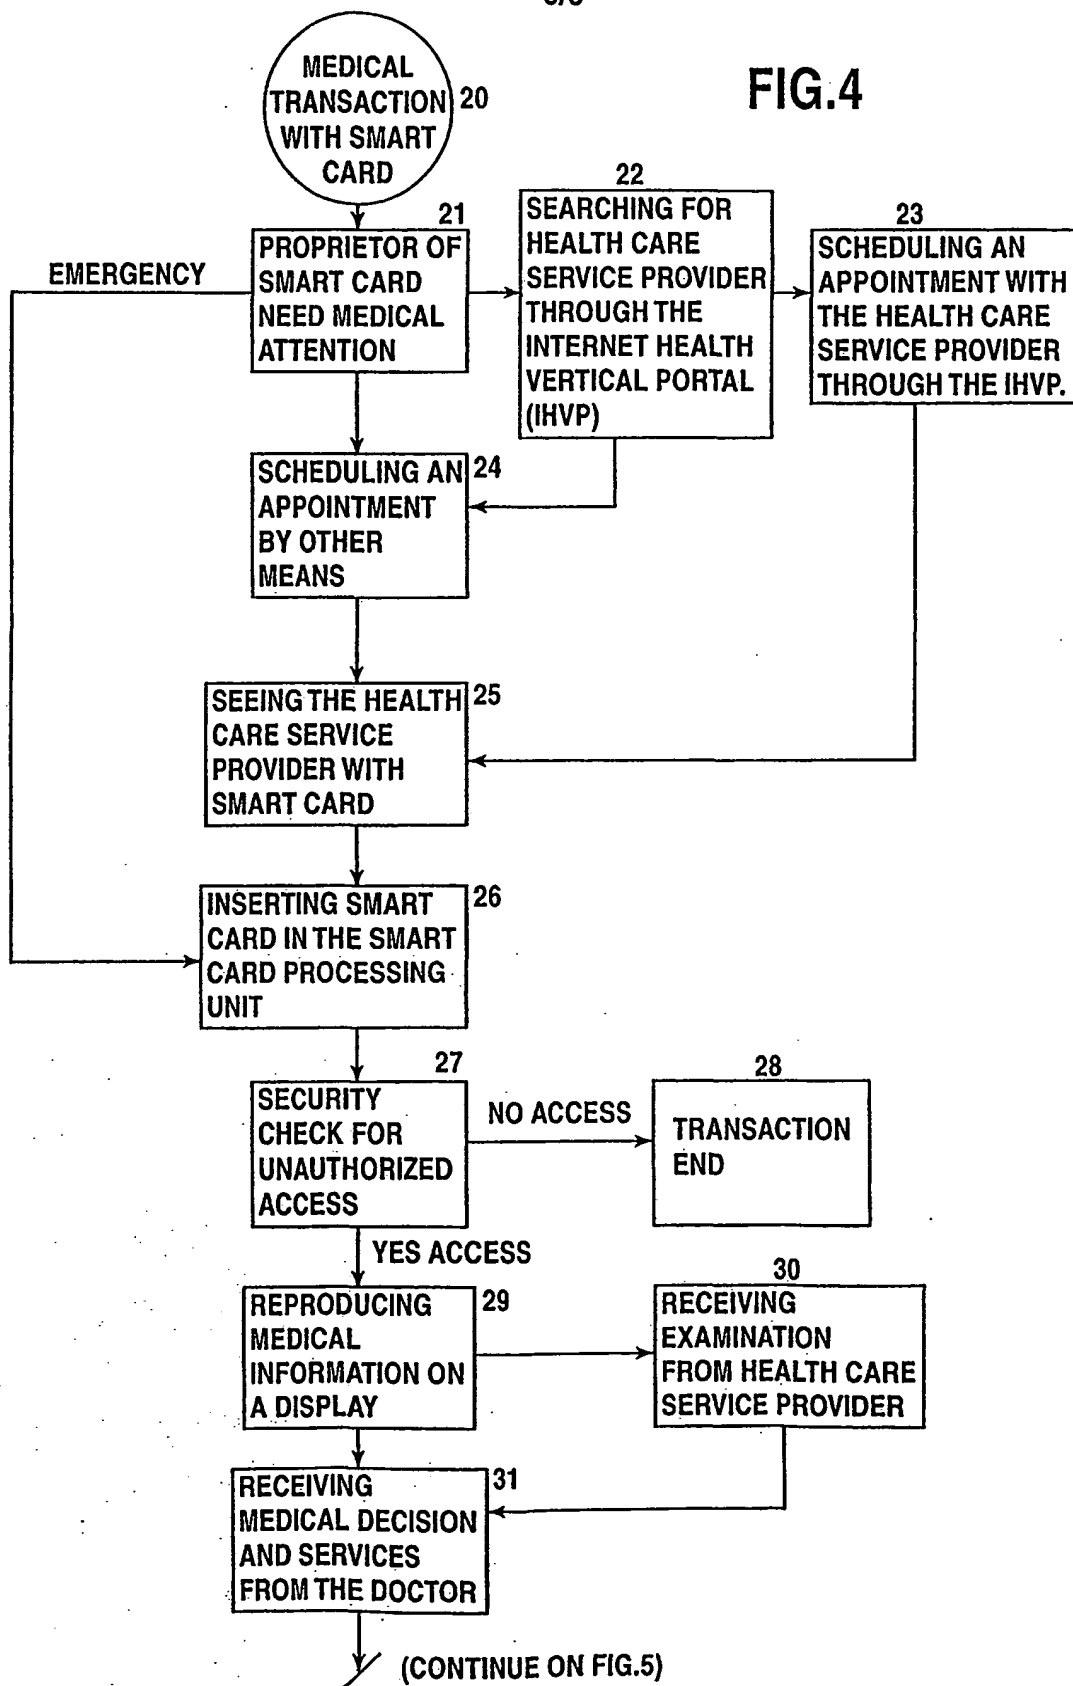 FIG.4
MEDICAL
TRANSACTION
WITH SMART
CARD
20
21
PROPRIETOR OF
SMART CARD
NEED MEDICAL
ATTENTION
EMERGENCY
22
SEARCHING FOR
HEALTH CARE
SERVICE PROVIDER
THROUGH THE
INTERNET HEALTH
VERTICAL PORTAL
(IHVP)
23
SCHEDULING AN
APPOINTMENT WITH
THE HEALTH CARE
SERVICE PROVIDER
THROUGH THE IHVP.
SCHEDULING AN
APPOINTMENT
BY OTHER
MEANS
24
SEEING THE HEALTH
CARE SERVICE
PROVIDER WITH
SMART CARD
25
INSERTING SMART
CARD IN THE SMART
CARD PROCESSING
UNIT
26
27
SECURITY
CHECK FOR
UNAUTHORIZED
ACCESS
NO ACCESS
28
TRANSACTION
END
YES ACCESS
REPRODUCING
MEDICAL
INFORMATION ON
A DISPLAY
29
30
RECEIVING
EXAMINATION
FROM HEALTH CARE
SERVICE PROVIDER
RECEIVING
MEDICAL DECISION
AND SERVICES
FROM THE DOCTOR
31
(CONTINUE ON FIG.5)